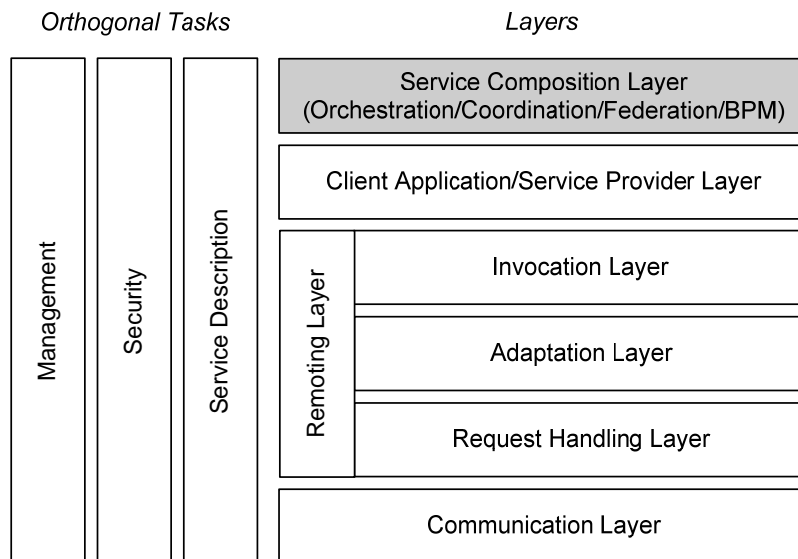 Orthogonal Tasks
Layers
Management
Security
Service Description
Service Composition Layer
(Orchestration/Coordination/Federation/BPM)
Client Application/Service Provider Layer
Remoting Layer
Invocation Layer
Adaptation Layer
Request Handling Layer
Communication Layer